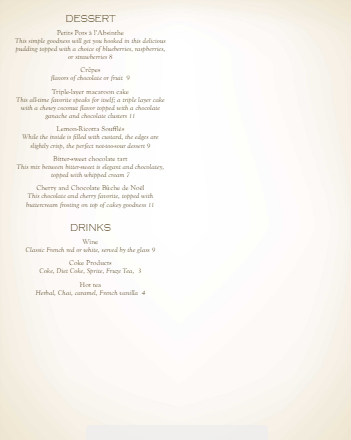 DESSERT
Petits Pots à l'Absinthe
This simple goodness will get you hooked in this delicious
pudding topped with a choice of blueberries, raspberries,
or strawberries 8
Crêpes
flavors of chocolate or fruit 9
Triple-layer macaroon cake
This all-time favorite speaks for itself; a triple layer cake
with a chewy coconut flavor topped with a chocolate
ganache and chocolate clusters 11
Lemon-Ricotta Soufflés
While the inside is filled with custard, the edges are
slightly crisp, the perfect not-too-sour dessert 9
Bitter-sweet chocolate tart
This mix between bitter-sweet is elegant and chocolatey,
topped with whipped cream 7
Cherry and Chocolate Bûche de Noël
This chocolate and cherry favorite, topped with
buttercream frosting on top of cakey goodness 11
DRINKS
Wine
Classic French red or white, served by the glass 9
Coke Products
Coke, Diet Coke, Sprite, Fruze Tea, 3
Hot tea
Herbal, Chai, caramel, French vanilla 4